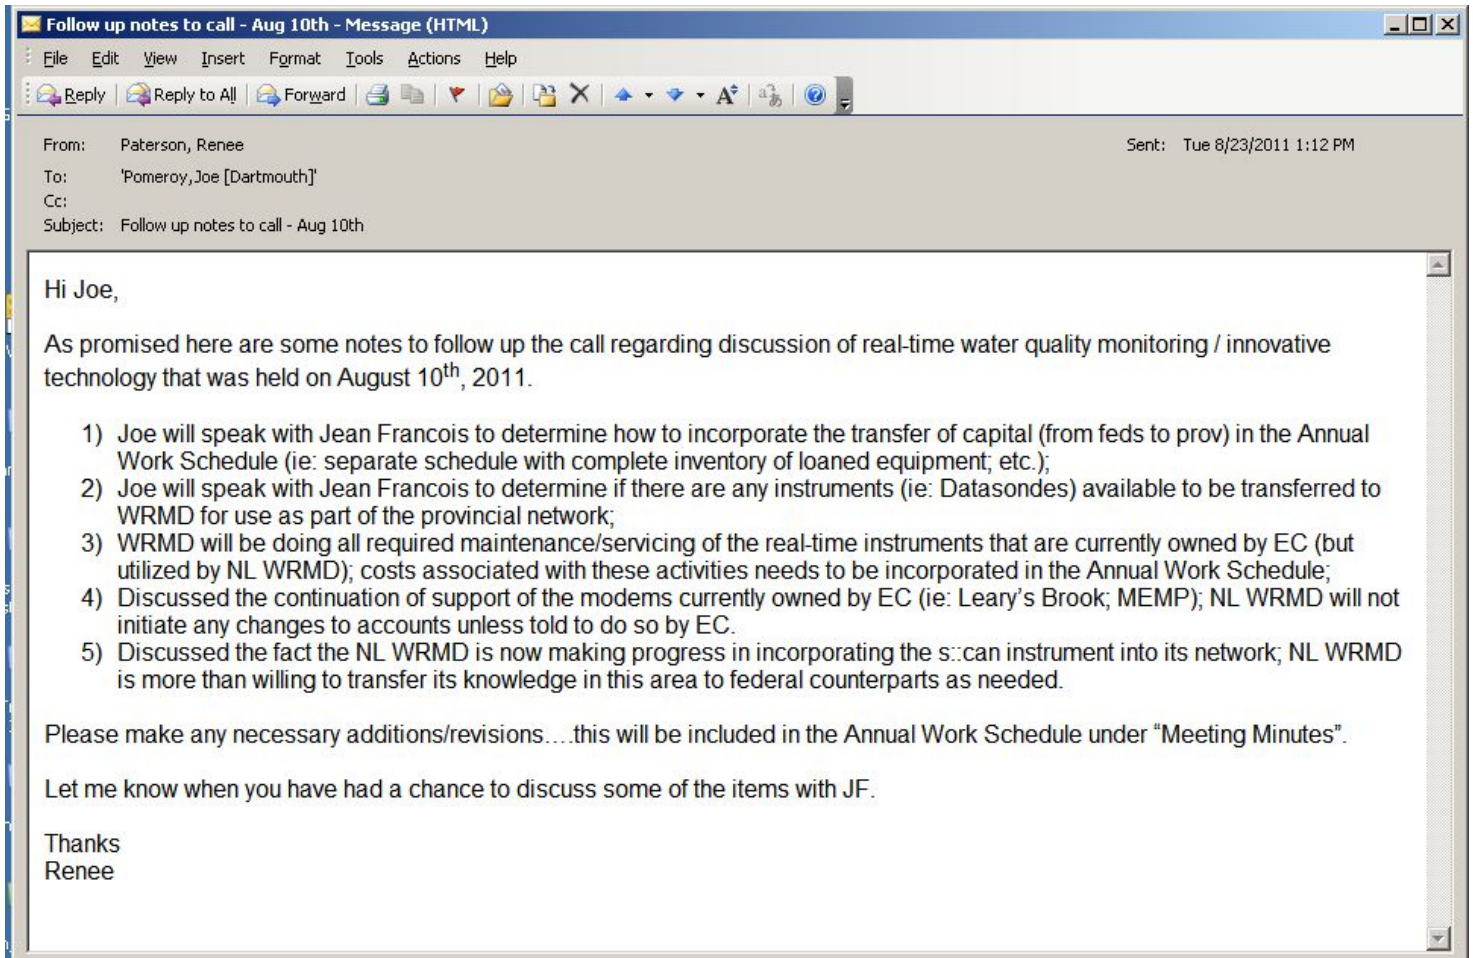 Follow up notes to call - Aug 10th - Message (HTML)
File Edit View Insert Format Tools Actions Help
Reply Reply to All Forward
From: Paterson, Renee Sent: Tue 8/23/2011 1:12 PM
To: 'Pomeroy,Joe [Dartmouth]'
Cc:
Subject: Follow up notes to call - Aug 10th
Hi Joe,
As promised here are some notes to follow up the call regarding discussion of real-time water quality monitoring / innovative
technology that was held on August 10th, 2011.
1) Joe will speak with Jean Francois to determine how to incorporate the transfer of capital (from feds to prov) in the Annual
Work Schedule (ie: separate schedule with complete inventory of loaned equipment; etc.);
2) Joe will speak with Jean Francois to determine if there are any instruments (ie: Datasondes) available to be transferred to
WRMD for use as part of the provincial network;
3) WRMD will be doing all required maintenance/servicing of the real-time instruments that are currently owned by EC (but
utilized by NL WRMD); costs associated with these activities needs to be incorporated in the Annual Work Schedule;
4) Discussed the continuation of support of the modems currently owned by EC (ie: Leary's Brook; MEMP); NL WRMD will not
initiate any changes to accounts unless told to do so by EC.
5) Discussed the fact the NL WRMD is now making progress in incorporating the s::can instrument into its network; NL WRMD
is more than willing to transfer its knowledge in this area to federal counterparts as needed.
Please make any necessary additions/revisions….this will be included in the Annual Work Schedule under “Meeting Minutes”.
Let me know when you have had a chance to discuss some of the items with JF.
Thanks
Renee